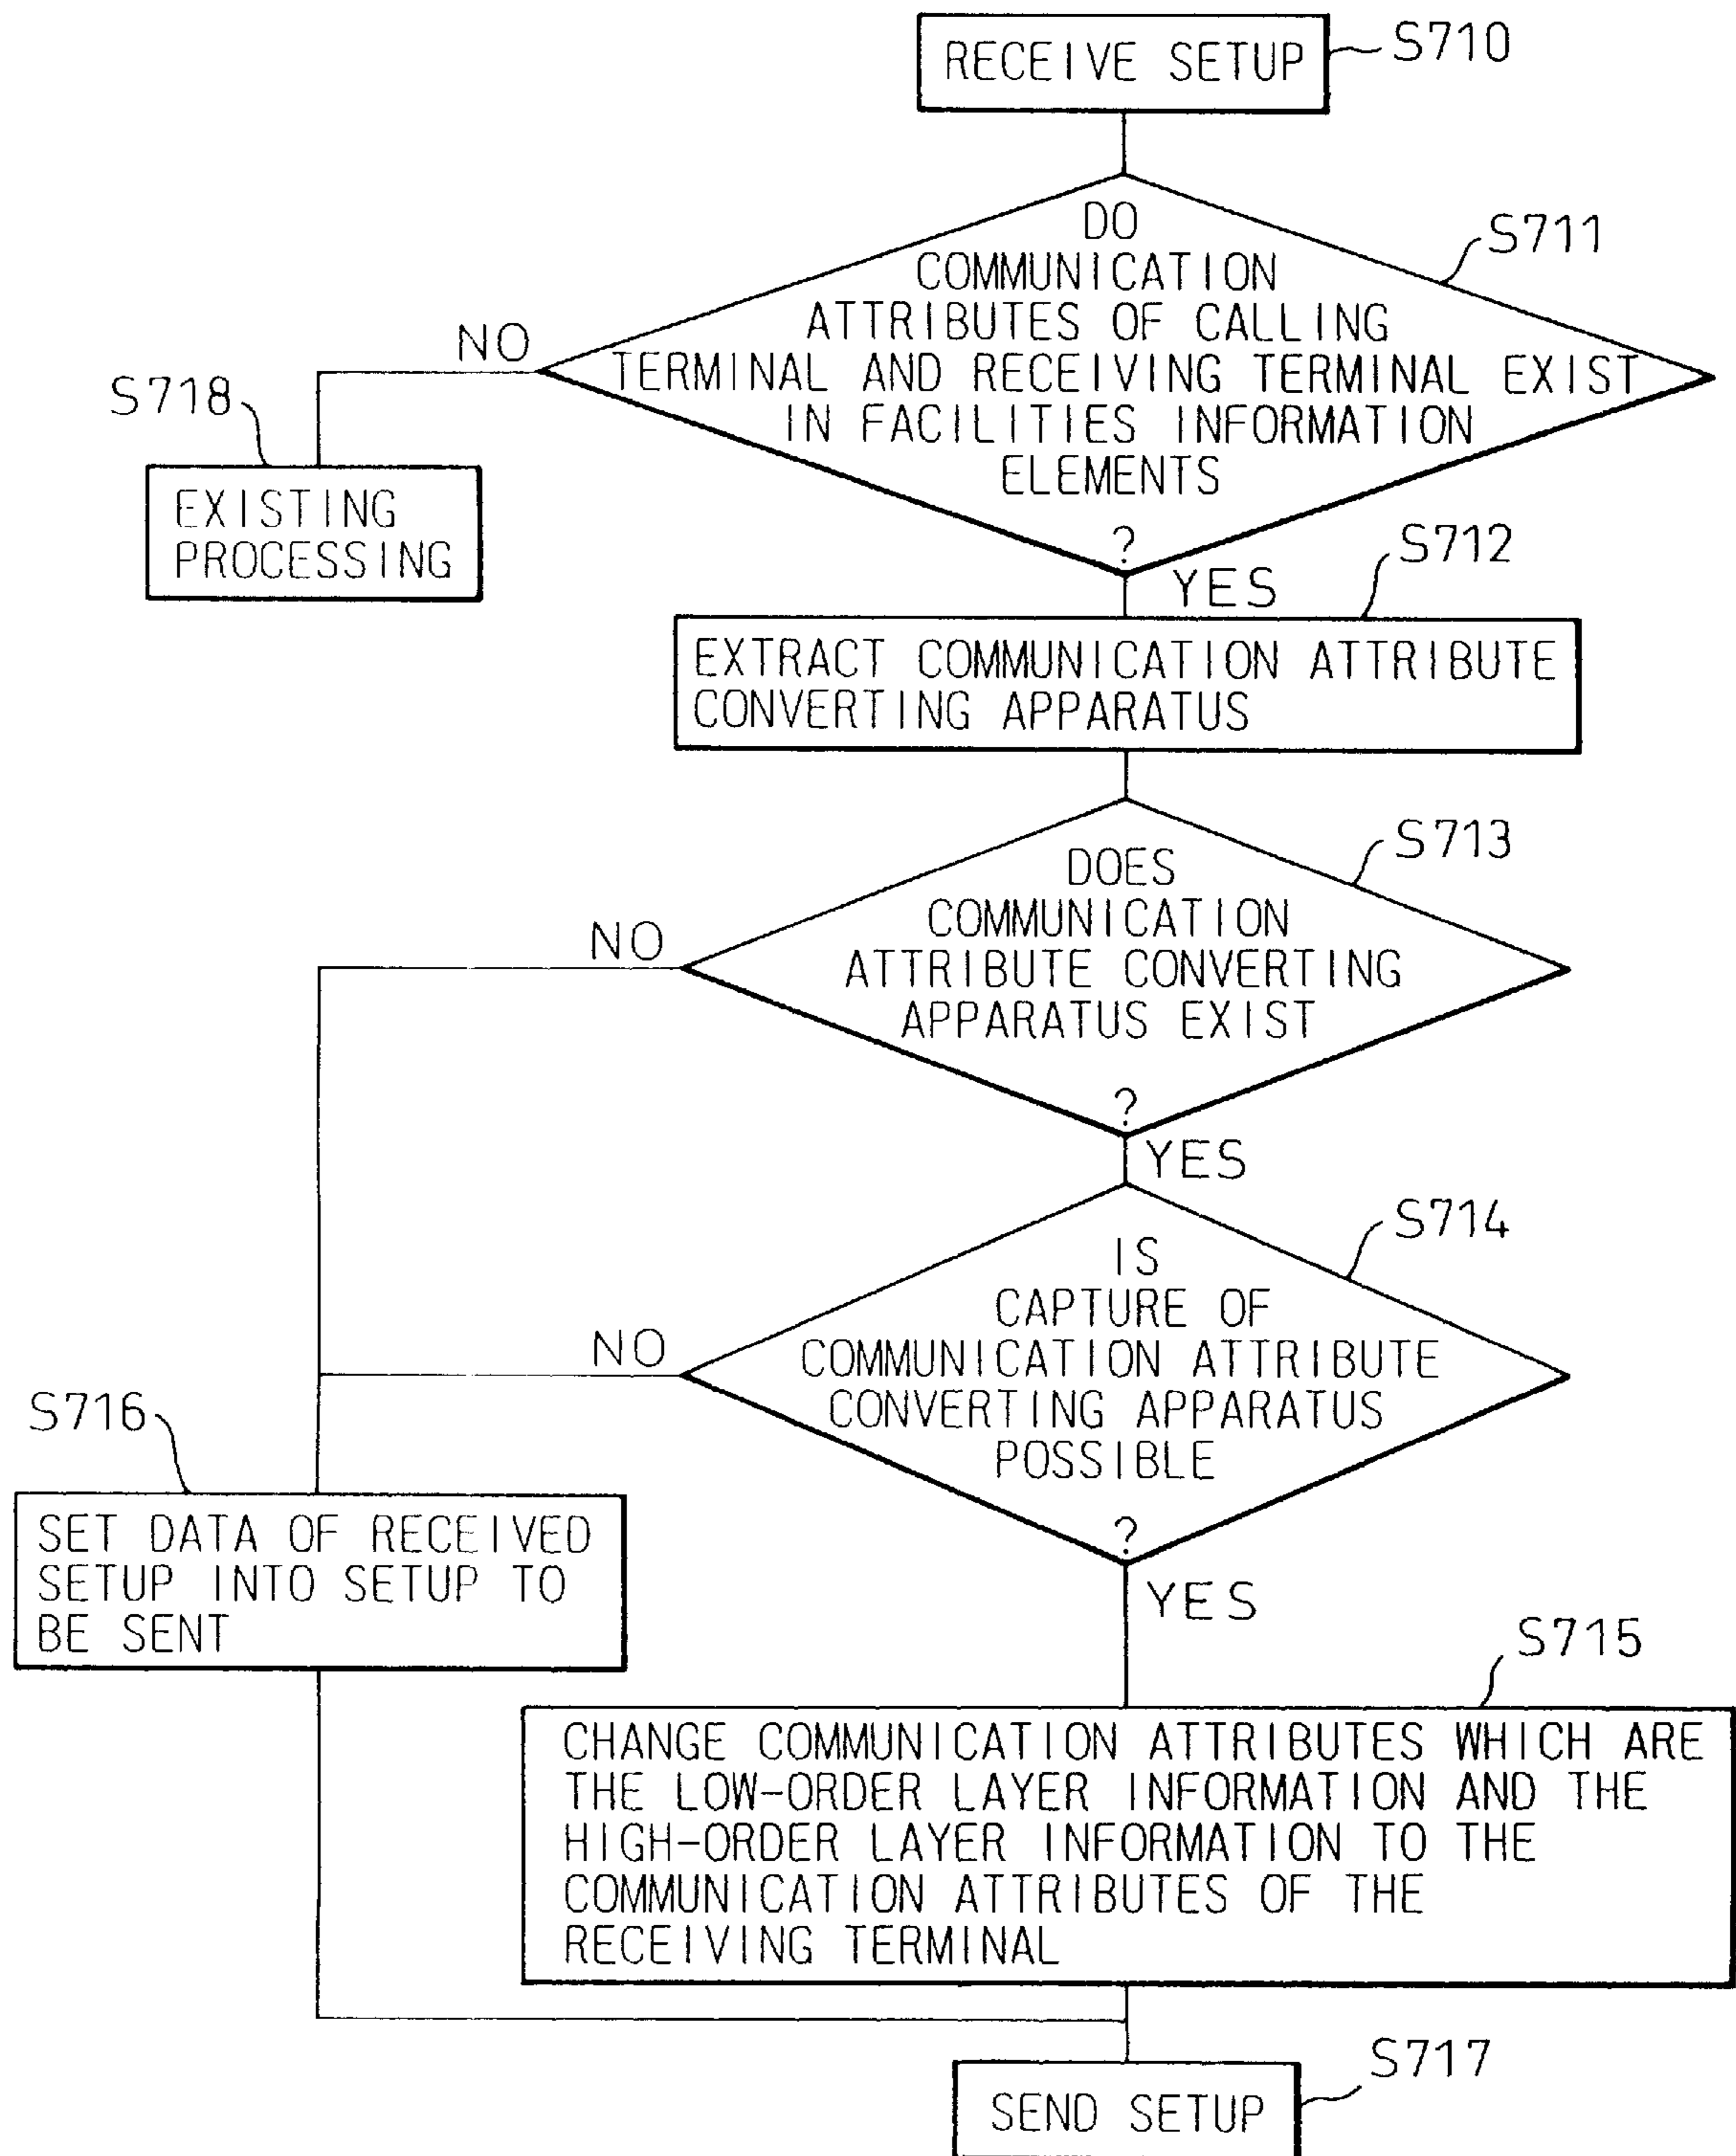 RECEIVE SETUP
S710
DO
COMMUNICATION
ATTRIBUTES OF CALLING
TERMINAL AND RECEIVING TERMINAL EXIST
IN FACILITIES INFORMATION
ELEMENTS
?
S711
NO
S718
EXISTING
PROCESSING
YES
S712
EXTRACT COMMUNICATION ATTRIBUTE
CONVERTING APPARATUS
S713
DOES
COMMUNICATION
ATTRIBUTE CONVERTING
APPARATUS EXIST
?
NO
YES
S714
IS
CAPTURE OF
COMMUNICATION ATTRIBUTE
CONVERTING APPARATUS
POSSIBLE
?
NO
S716
SET DATA OF RECEIVED
SETUP INTO SETUP TO
BE SENT
YES
S715
CHANGE COMMUNICATION ATTRIBUTES WHICH ARE
THE LOW-ORDER LAYER INFORMATION AND THE
HIGH-ORDER LAYER INFORMATION TO THE
COMMUNICATION ATTRIBUTES OF THE
RECEIVING TERMINAL
S717
SEND SETUP